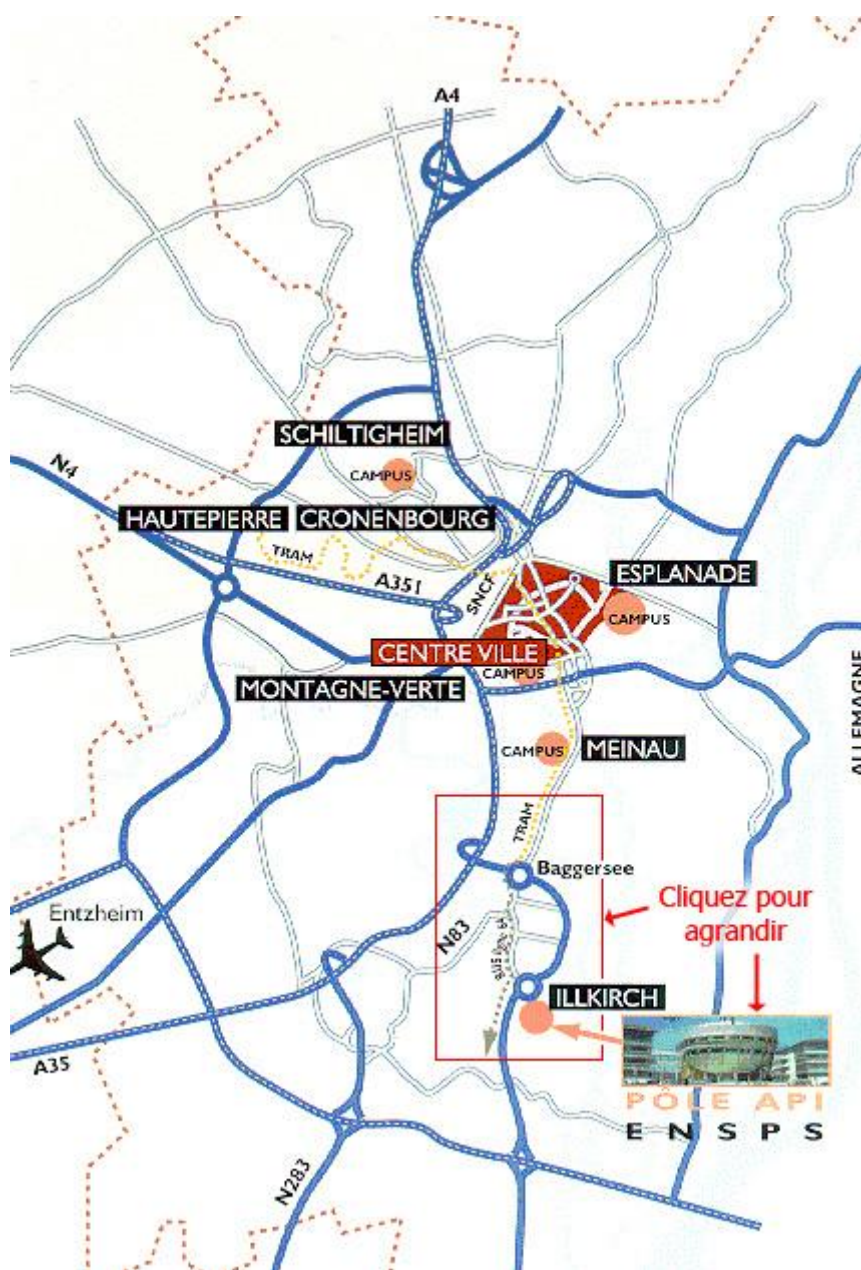 A4
SCHILTIGHEIM
N4
CAMPUS
HAUTEPIERRE
CRONENBOURG
TRAM
A351
SNCF
ESPLANADE
CAMPUS
CENTRE VILLE
CAMPUS
MONTAGNE-VERTE
ALLEMAGNE
CAMPUS
MEINAU
TRAM
Baggersee
Cliquez pour
agrandir
Entzheim
N83
ILLKIRCH
A35
PÔLE API
E N S P S
N283